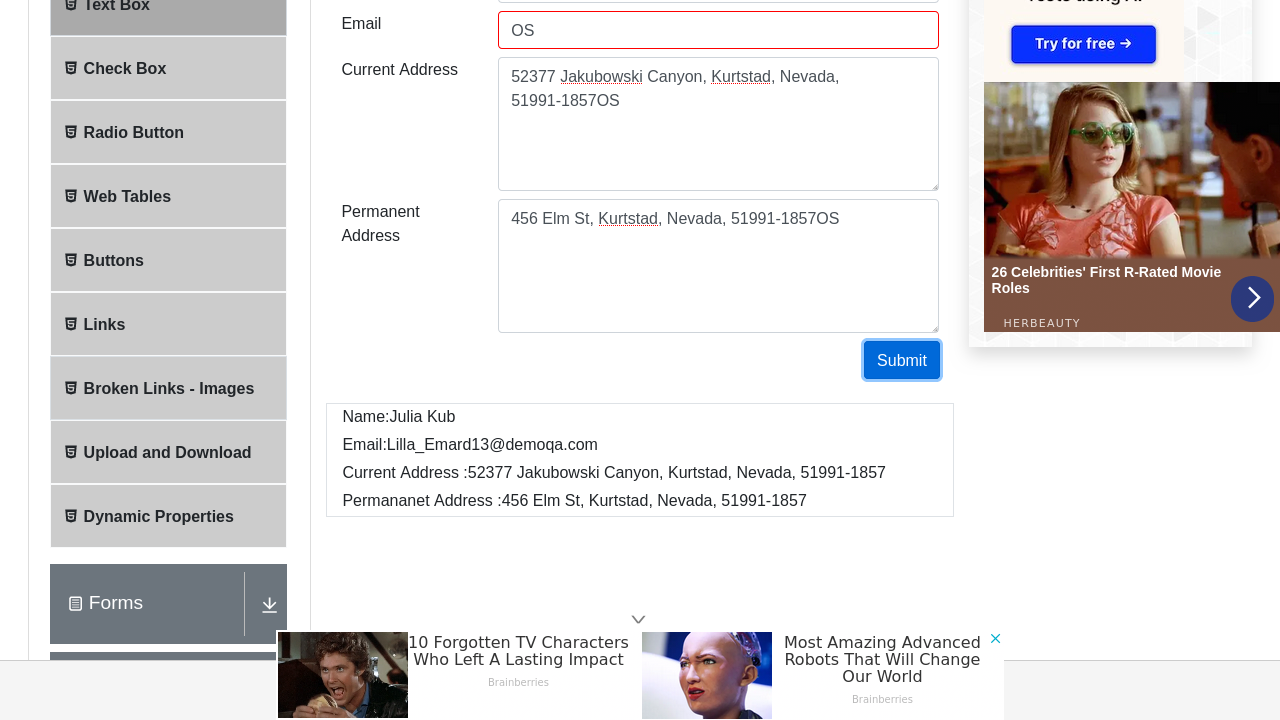 Text Box
Check Box
Radio Button
Web Tables
Buttons
Links
Broken Links - Images
Upload and Download
Dynamic Properties
Forms
Email
OS
Current Address
52377 Jakubowski Canyon, Kurtstad, Nevada,
51991-1857OS
Permanent
Address
456 Elm St, Kurtstad, Nevada, 51991-1857OS
Submit
Name:Julia Kub
Email:Lilla_Emard13@demoqa.com
Current Address :52377 Jakubowski Canyon, Kurtstad, Nevada, 51991-1857
Permananet Address :456 Elm St, Kurtstad, Nevada, 51991-1857
Try for free →
26 Celebrities' First R-Rated Movie
Roles
HERBEAUTY
10 Forgotten TV Characters
Who Left A Lasting Impact
Brainberries
Most Amazing Advanced
Robots That Will Change
Our World
Brainberries